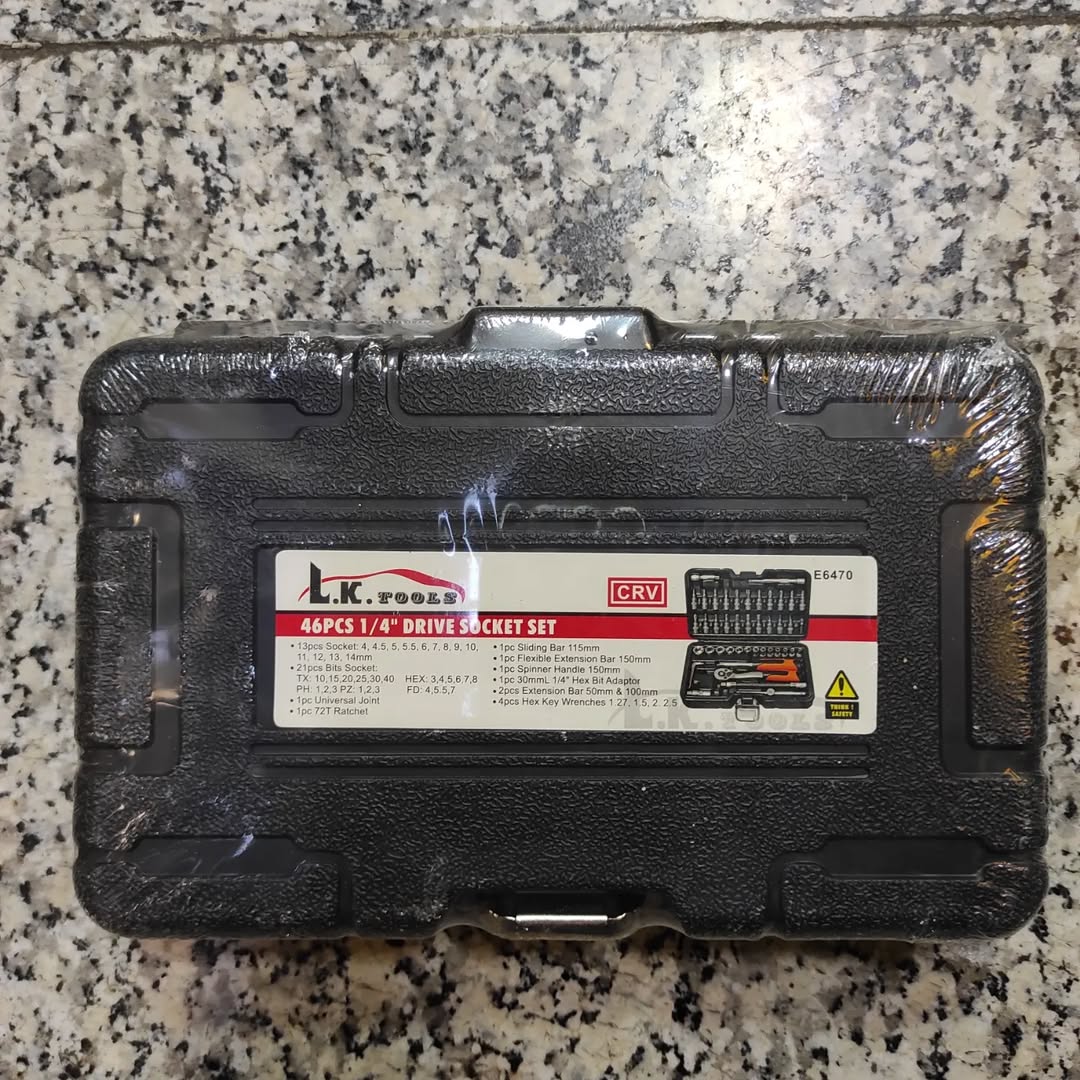 L.K. TOOLS
CRV
E6470
46PCS 1/4" DRIVE SOCKET SET
• 13pcs Socket: 4, 4.5, 5, 5.5, 6, 7, 8, 9, 10,
11, 12, 13, 14mm
• 21pcs Bits Socket:
TX: 10,15,20,25,30,40 HEX: 3,4,5,6,7,8
PH: 1,2,3 PZ: 1,2,3 FD: 4,5.5,7
• 1pc Universal Joint
• 1pc 72T Ratchet
• 1pc Sliding Bar 115mm
• 1pc Flexible Extension Bar 150mm
• 1pc Spinner Handle 150mm
• 1pc 30mmL 1/4" Hex Bit Adaptor
• 2pcs Extension Bar 50mm & 100mm
• 4pcs Hex Key Wrenches 1.27, 1.5, 2. 2.5
THINK !
SAFETY
L.K. TOOLS